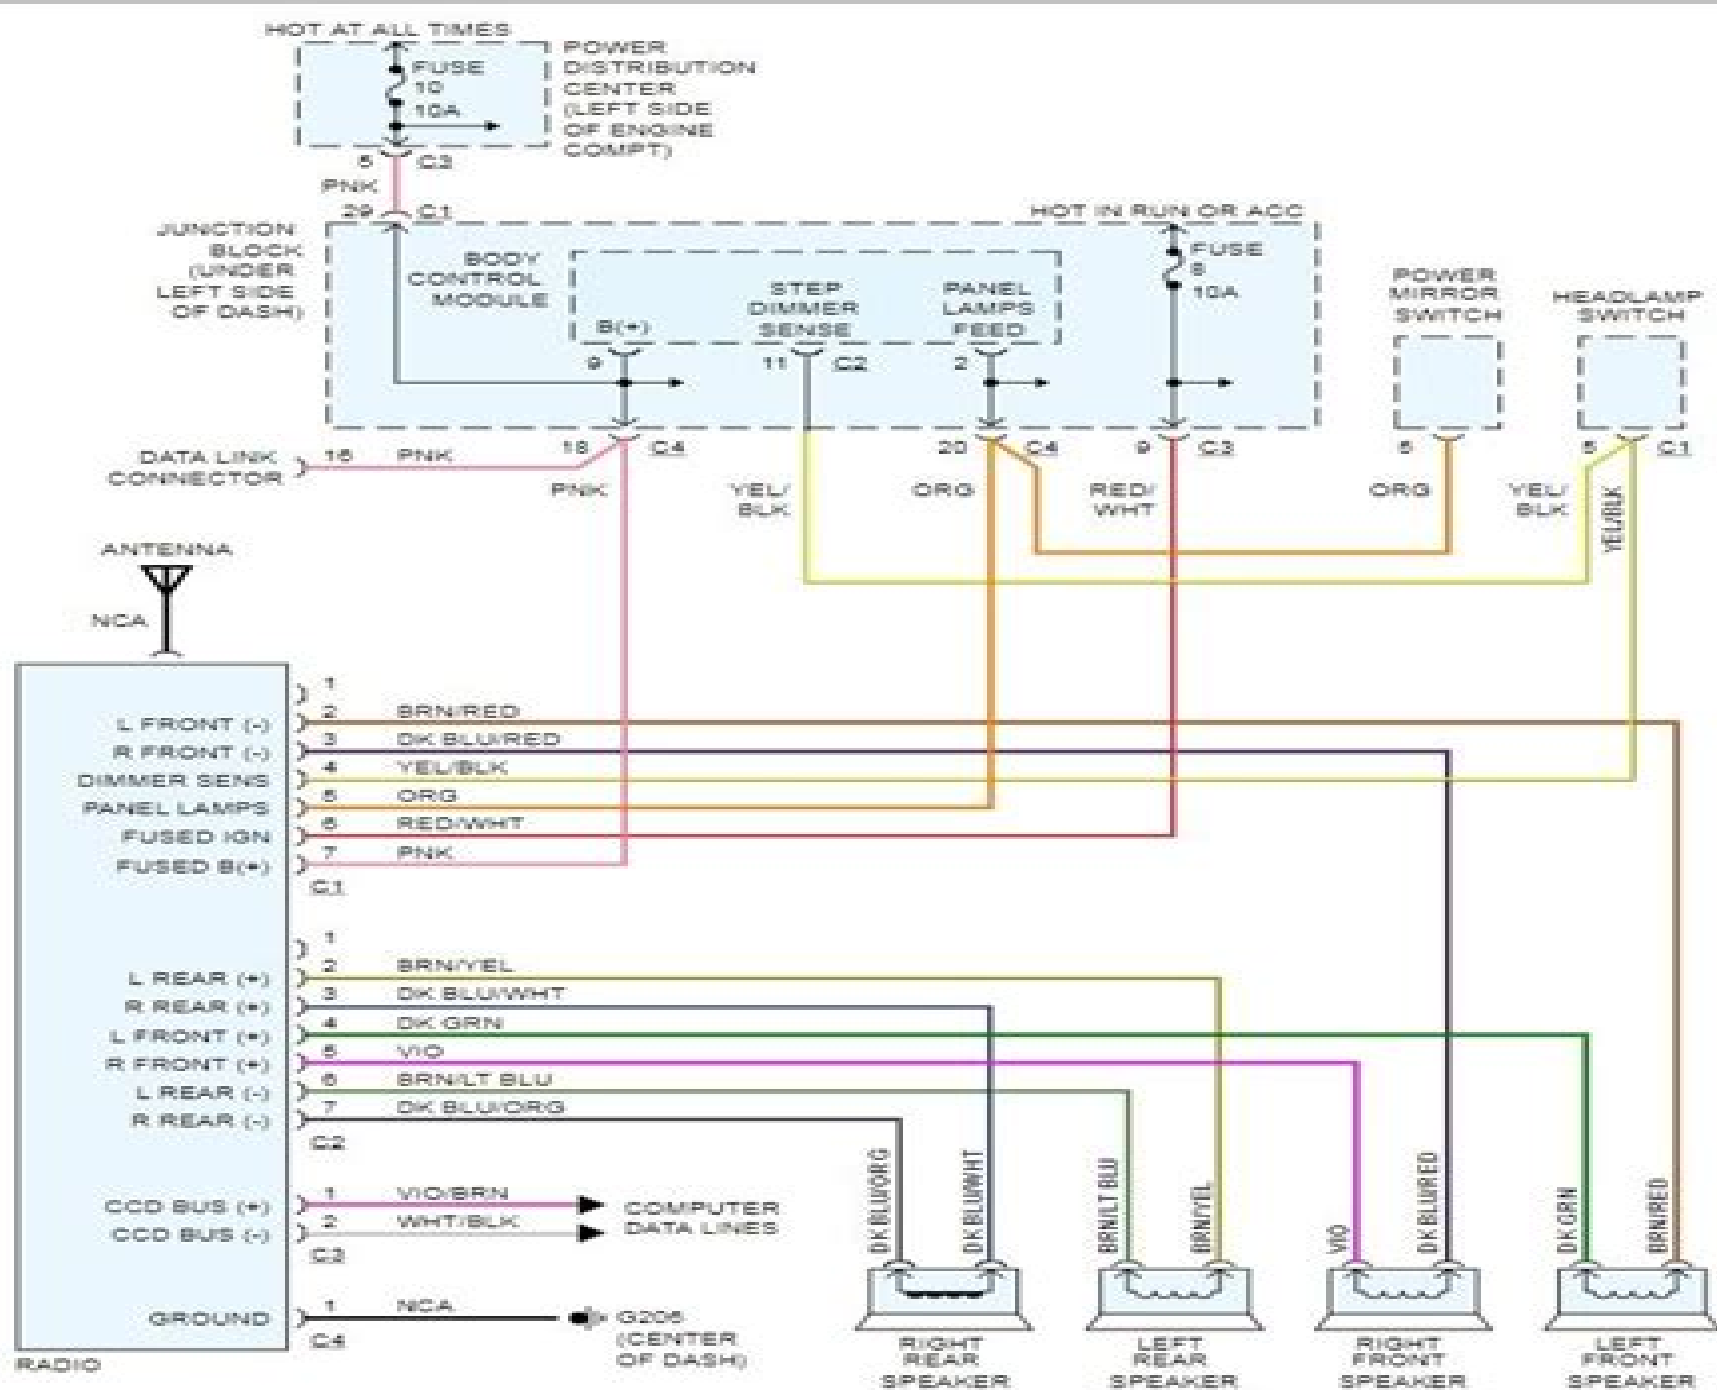 HOT AT ALL TIMES
FUSE
10
10A
POWER
DISTRIBUTION
CENTER
(LEFT SIDE
OF ENGINE
COMPT)
C3
PNK
29 C1
JUNCTION
BLOCK
(UNDER
LEFT SIDE
OF DASH)
BODY
CONTROL
MODULE
B(+)
STEP
DIMMER
SENSE
PANEL
LAMPS
FEED
HOT IN RUN OR ACC
FUSE
10A
9
11 C2
2
POWER
MIRROR
SWITCH
HEADLAMP
SWITCH
DATA LINK
CONNECTOR
16 PNK
18 C4
20 C4
9 C3
C1
PNK
YEL/
BLK
ORG
RED/
WHT
ORG
YEL/
BLK
YEL/BLK
ANTENNA
NCA
1
L FRONT (-) 2 BRN/RED
R FRONT (-) 3 DK BLU/RED
DIMMER SENS 4 YEL/BLK
PANEL LAMPS 5 ORG
FUSED IGN 6 RED/WHT
FUSED B(+) 7 PNK
C1
1
L REAR (+) 2 BRN/YEL
R REAR (+) 3 DK BLU/WHT
L FRONT (+) 4 DK GRN
R FRONT (+) 5 VIO
L REAR (-) 6 BRN/LT BLU
R REAR (-) 7 DK BLU/ORG
C2
CCD BUS (+) 1 VIO/BRN
CCD BUS (-) 2 WHT/BLK
C3
COMPUTER
DATA LINES
GROUND 1 NCA
C4
G206
(CENTER
OF DASH)
RADIO
DK BLU/ORG
DK BLU/WHT
BRN/LT BLU
BRN/YEL
VIO
DK BLU/RED
DK GRN
BRN/RED
RIGHT
REAR
SPEAKER
LEFT
REAR
SPEAKER
RIGHT
FRONT
SPEAKER
LEFT
FRONT
SPEAKER